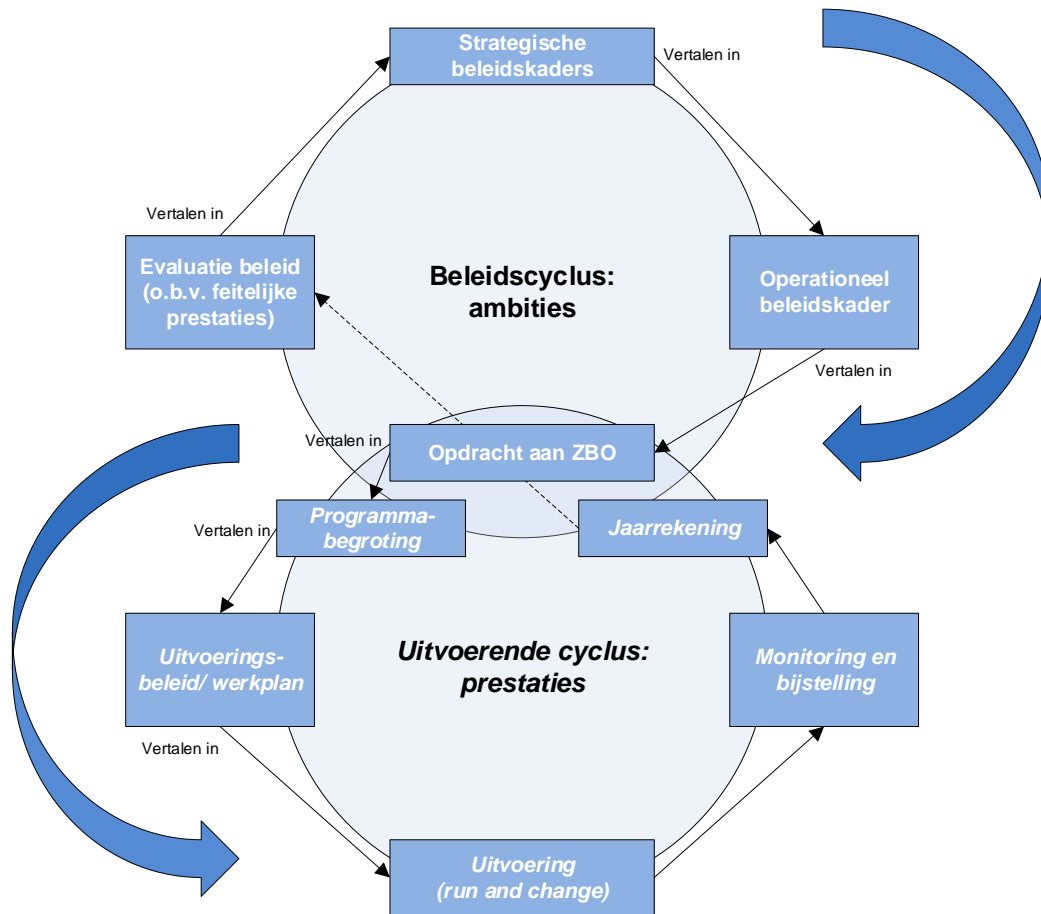 Strategische
beleidskaders
Vertalen in
Vertalen in
Evaluatie beleid
(o.b.v. feitelijke
prestaties)
Beleidscyclus:
ambities
Operationeel
beleidskader
Vertalen in
Vertalen in
Opdracht aan ZBO
Programma-
begroting
Jaarrekening
Vertalen in
Uitvoerings-
beleid/ werkplan
Uitvoerende cyclus:
prestaties
Monitoring en
bijstelling
Vertalen in
Uitvoering
(run and change)